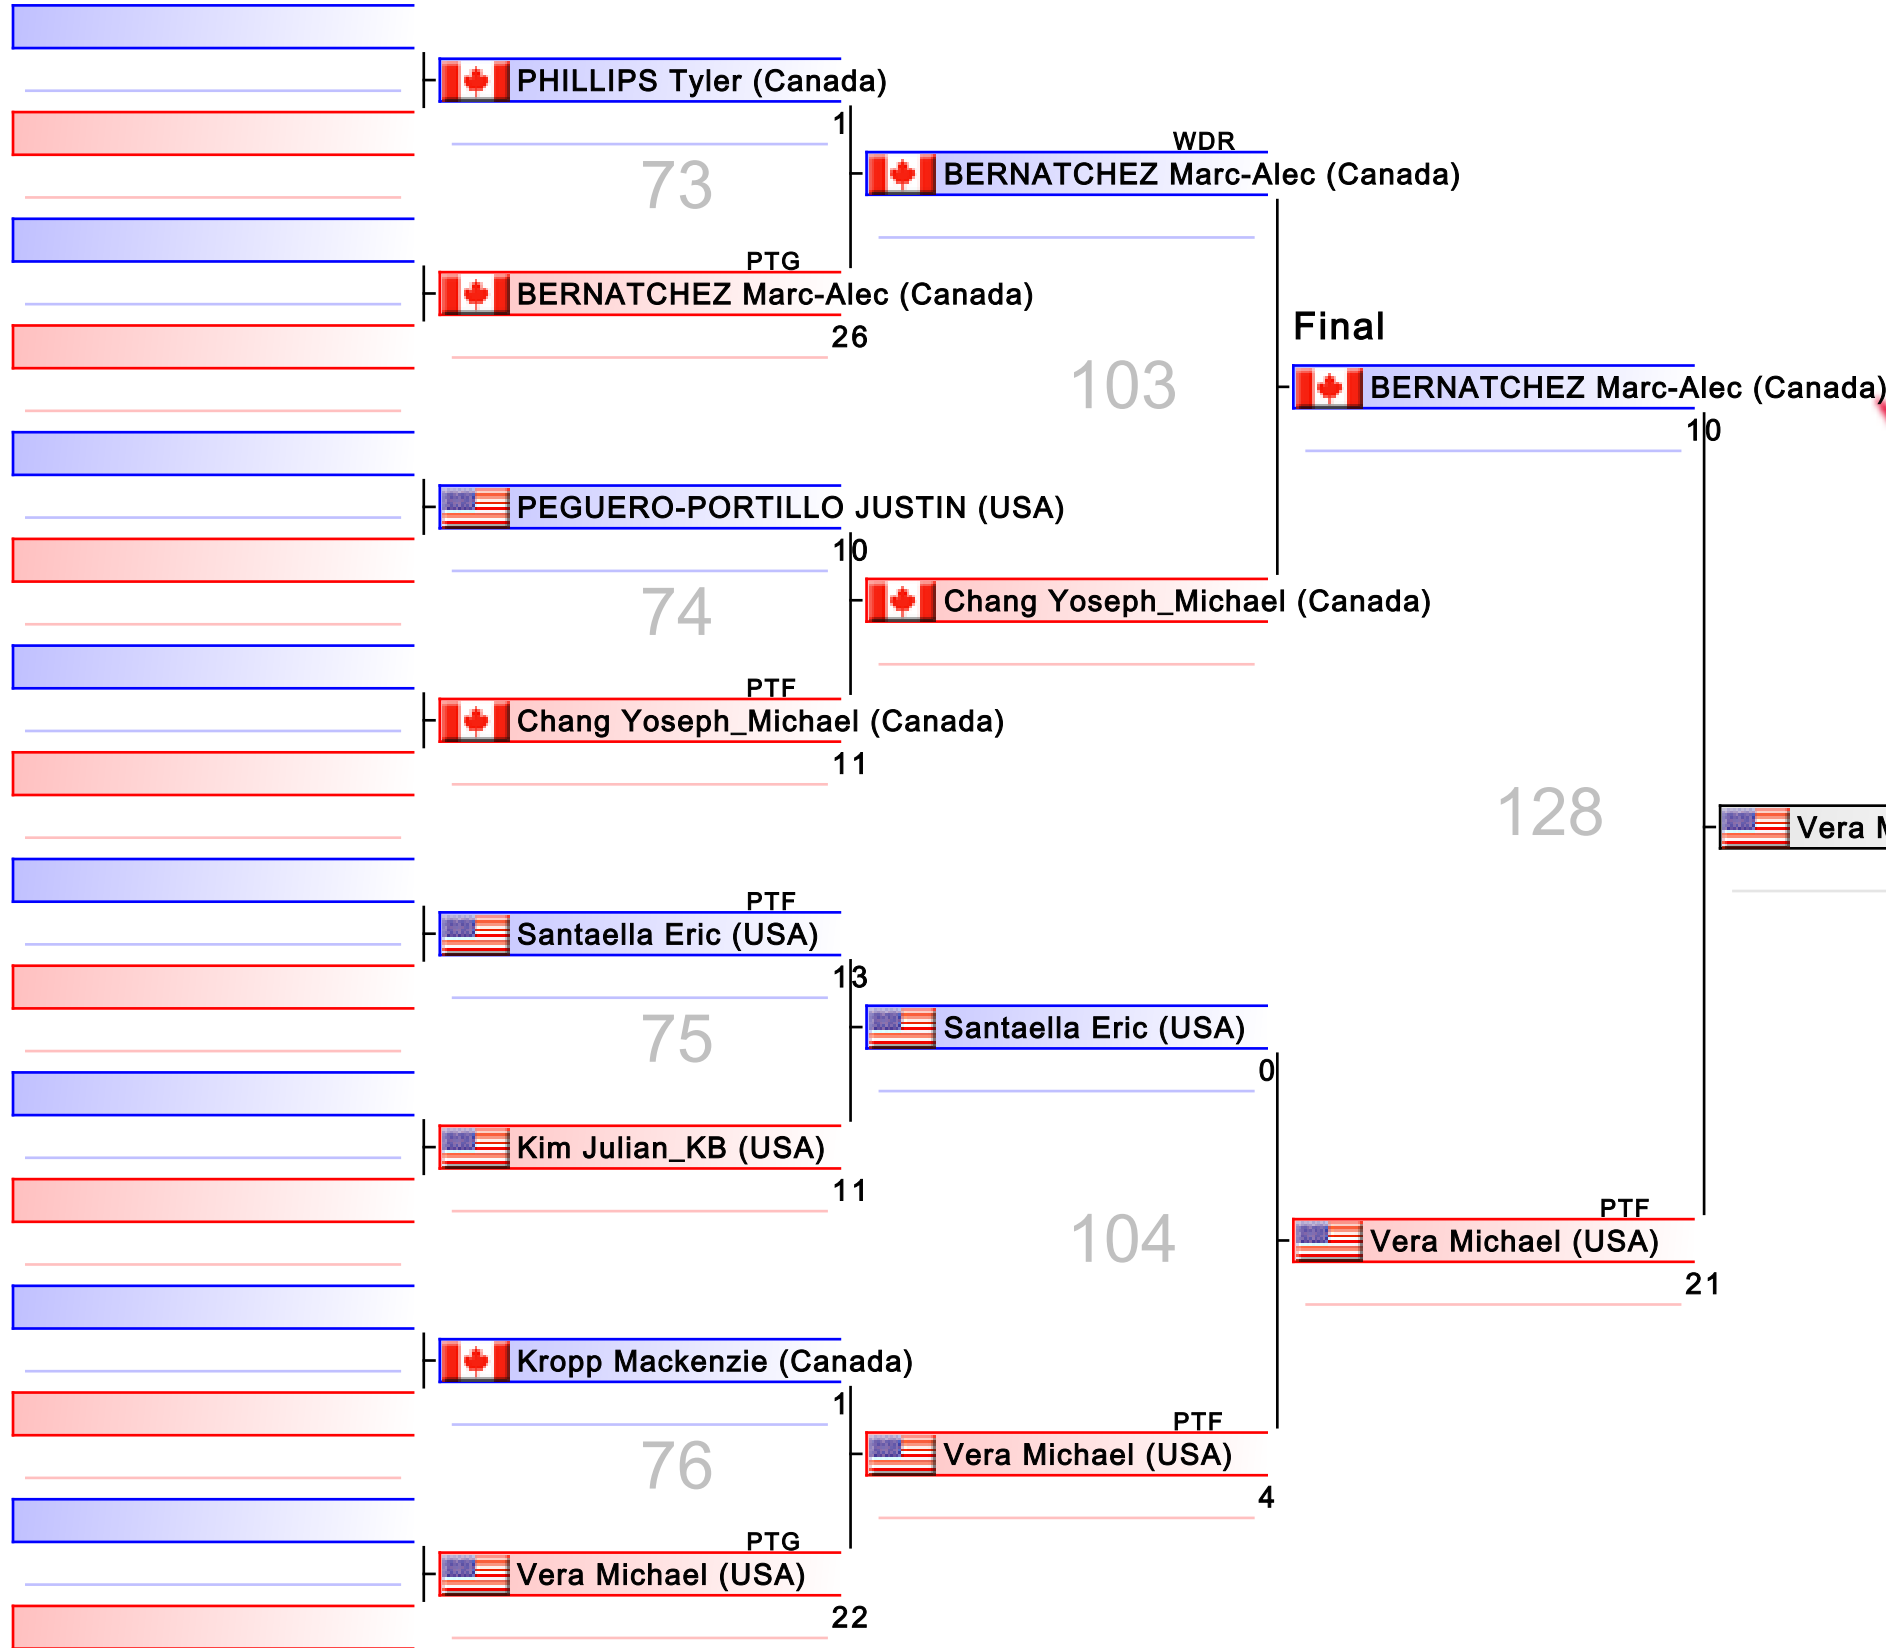 PHILLIPS Tyler (Canada)
1
73
PTG
BERNATCHEZ Marc-Alec (Canada)
26
PEGUERO-PORTILLO JUSTIN (USA)
10
74
PTF
Chang Yoseph_Michael (Canada)
11
PTF
Santaella Eric (USA)
13
75
Kim Julian_KB (USA)
11
Kropp Mackenzie (Canada)
1
76
PTG
Vera Michael (USA)
22
WDR
BERNATCHEZ Marc-Alec (Canada)
103
Chang Yoseph_Michael (Canada)
Santaella Eric (USA)
0
104
PTF
Vera Michael (USA)
4
Final
BERNATCHEZ Marc-Alec (Canada)
10
128
PTF
Vera Michael (USA)
21
Vera